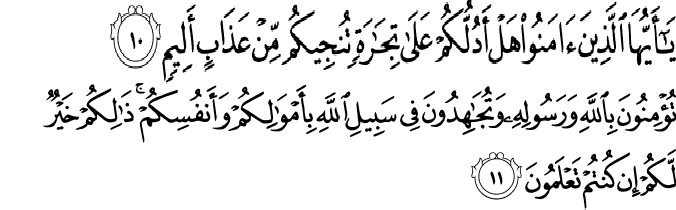 يَـٰٓأَيُّهَا ٱلَّذِينَ ءَامَنُوا۟ هَلْ أَدُلُّكُمْ عَلَىٰ تِجَـٰرَةٍ تُنجِيكُم مِّنْ عَذَابٍ أَلِيمٍ ١٠
تُؤْمِنُونَ بِٱللَّهِ وَرَسُولِهِۦ وَتُجَـٰهِدُونَ فِى سَبِيلِ ٱللَّهِ بِأَمْوَٰلِكُمْ وَأَنفُسِكُمْ ۚ ذَٰلِكُمْ خَيْرٌ
لَّكُمْ إِن كُنتُمْ تَعْلَمُونَ ١١